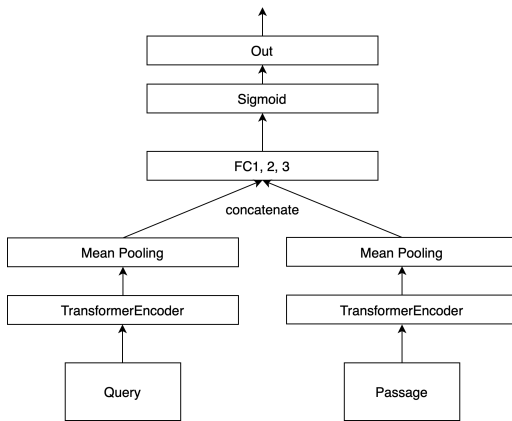 Out
Sigmoid
FC1, 2, 3
concatenate
Mean Pooling
Mean Pooling
TransformerEncoder
TransformerEncoder
Query
Passage